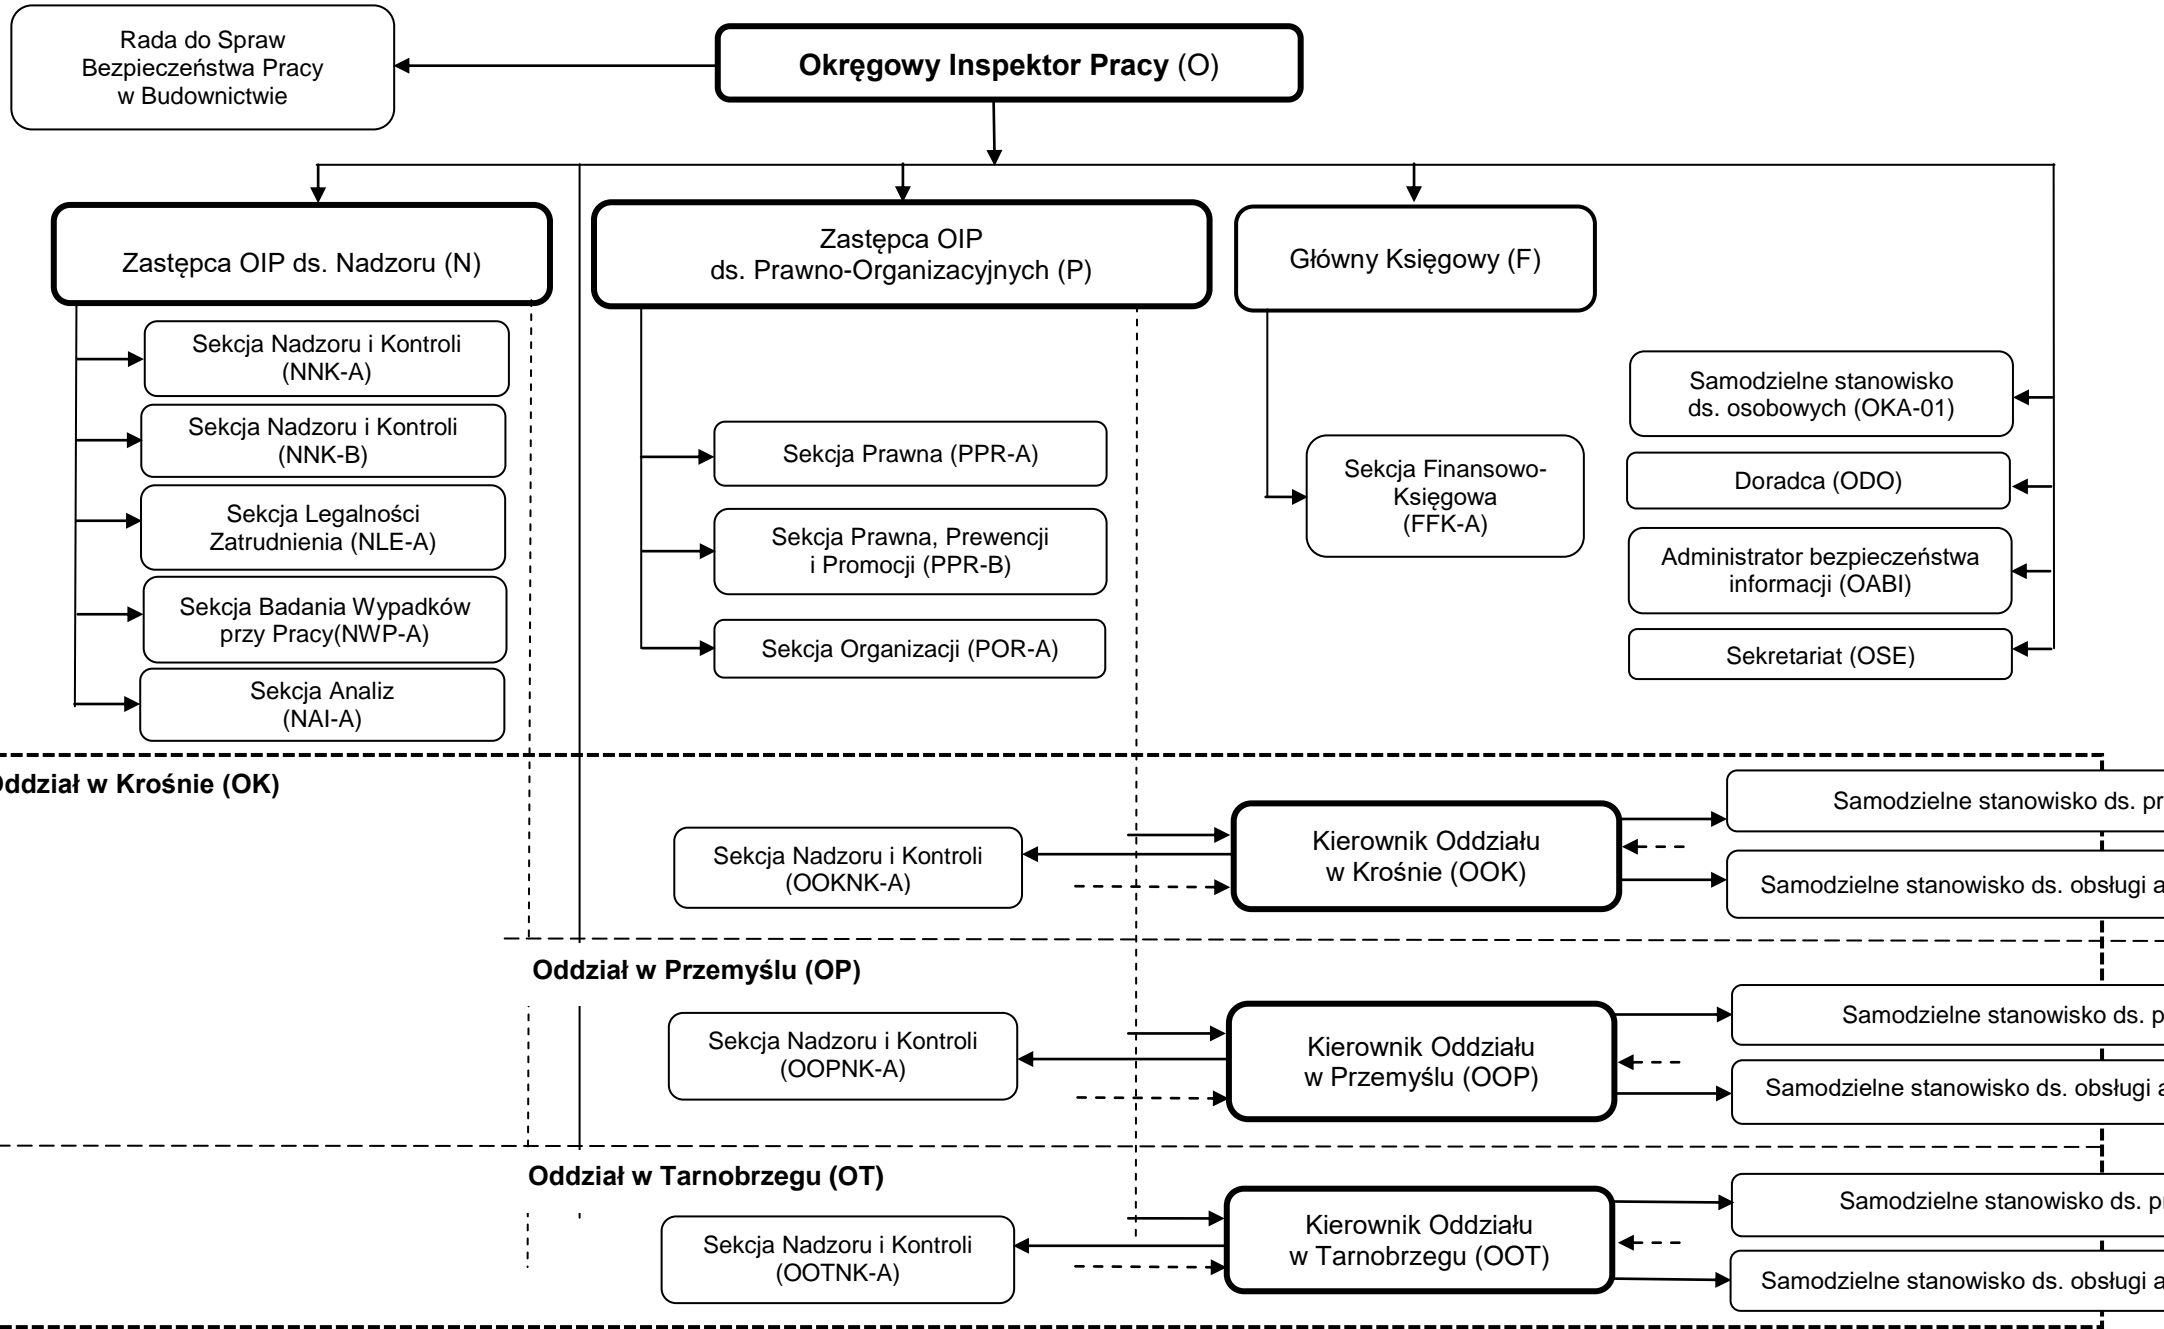 Rada do Spraw
Bezpieczeństwa Pracy
w Budownictwie
Okręgowy Inspektor Pracy (O)
Zastępca OIP ds. Nadzoru (N)
Zastępca OIP
ds. Prawno-Organizacyjnych (P)
Główny Księgowy (F)
Sekcja Nadzoru i Kontroli
(NNK-A)
Sekcja Nadzoru i Kontroli
(NNK-B)
Sekcja Legalności
Zatrudnienia (NLE-A)
Sekcja Badania Wypadków
przy Pracy(NWP-A)
Sekcja Analiz
(NAI-A)
Sekcja Prawna (PPR-A)
Sekcja Prawna, Prewencji
i Promocji (PPR-B)
Sekcja Organizacji (POR-A)
Sekcja Finansowo-
Księgowa
(FFK-A)
Samodzielne stanowisko
ds. osobowych (OKA-01)
Doradca (ODO)
Administrator bezpieczeństwa
informacji (OABI)
Sekretariat (OSE)
Oddział w Krośnie (OK)
Sekcja Nadzoru i Kontroli
(OOKNK-A)
Kierownik Oddziału
w Krośnie (OOK)
Samodzielne stanowisko ds.
Samodzielne stanowisko ds. obsługi
Oddział w Przemyślu (OP)
Sekcja Nadzoru i Kontroli
(OOPNK-A)
Kierownik Oddziału
w Przemyślu (OOP)
Samodzielne stanowisko ds.
Samodzielne stanowisko ds. obsługi
Oddział w Tarnobrzegu (OT)
Sekcja Nadzoru i Kontroli
(OOTNK-A)
Kierownik Oddziału
w Tarnobrzegu (OOT)
Samodzielne stanowisko ds.
Samodzielne stanowisko ds. obsługi